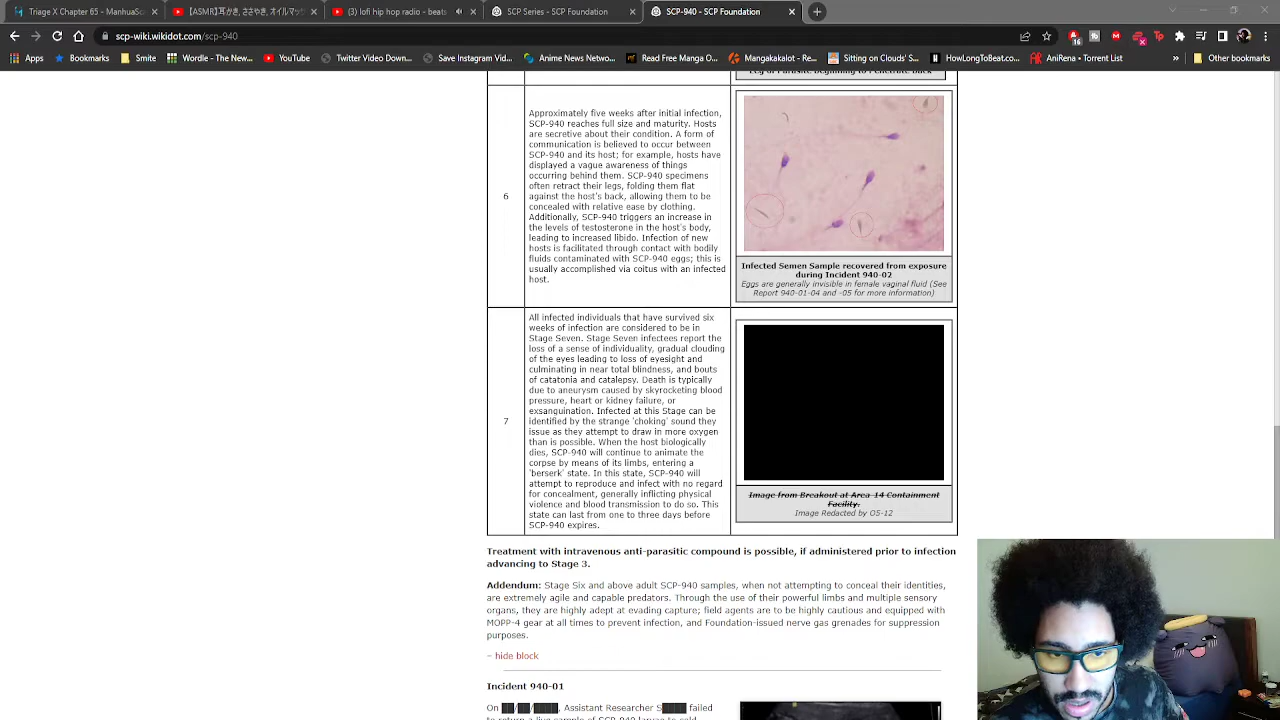 Triage X Chapter 65 - ManhuaSc
【ASMR】耳かき、ささやき、オイルマッ
(3) lofi hip hop radio - beats
SCP Series - SCP Foundation
SCP-940 - SCP Foundation
scp-wiki.wikidot.com/scp-940
16
Apps
Bookmarks
Smite
Wordle - The New...
YouTube
Twitter Video Down...
Save Instagram Vide...
Anime News Networ...
Read Free Manga O...
Mangakakalot - Rea...
Sitting on Clouds' S...
HowLongToBeat.co...
AniRena | Torrent List
Other bookmarks
Leg of Parasite Beginning to Penetrate Back
6
Approximately five weeks after initial infection,
SCP-940 reaches full size and maturity. Hosts
are secretive about their condition. A form of
communication is believed to occur between
SCP-940 and its host; for example, hosts have
displayed a vague awareness of things
occurring behind them. SCP-940 specimens
often retract their legs, folding them flat
against the host's back, allowing them to be
concealed with relative ease by clothing.
Additionally, SCP-940 triggers an increase in
the levels of testosterone in the host's body,
leading to increased libido. Infection of new
hosts is facilitated through contact with bodily
fluids contaminated with SCP-940 eggs; this is
usually accomplished via coitus with an infected
host.
Infected Semen Sample recovered from exposure
during Incident 940-02
Eggs are generally invisible in female vaginal fluid (See
Report 940-01-04 and -05 for more information)
7
All infected individuals that have survived six
weeks of infection are considered to be in
Stage Seven. Stage Seven infectees report the
loss of a sense of individuality, gradual clouding
of the eyes leading to loss of eyesight and
culminating in near total blindness, and bouts
of catatonia and catalepsy. Death is typically
due to aneurysm caused by skyrocketing blood
pressure, heart or kidney failure, or
exsanguination. Infected at this Stage can be
identified by the strange 'choking' sound they
issue as they attempt to draw in more oxygen
than is possible. When the host biologically
dies, SCP-940 will continue to animate the
corpse by means of its limbs, entering a
'berserk' state. In this state, SCP-940 will
attempt to reproduce and infect with no regard
for concealment, generally inflicting physical
violence and blood transmission to do so. This
state can last from one to three days before
SCP-940 expires.
Image from Breakout at Area-14 Containment
Facility.
Image Redacted by O5-12
Treatment with intravenous anti-parasitic compound is possible, if administered prior to infection
advancing to Stage 3.
Addendum: Stage Six and above adult SCP-940 samples, when not attempting to conceal their identities,
are extremely agile and capable predators. Through the use of their powerful limbs and multiple sensory
organs, they are highly adept at evading capture; field agents are to be highly cautious and equipped with
MOPP-4 gear at all times to prevent infection, and Foundation-issued nerve gas grenades for suppression
purposes.
– hide block
Incident 940-01
On ██/██/████, Assistant Researcher S████ failed
to return a live sample of SCP-940 larvae to cold